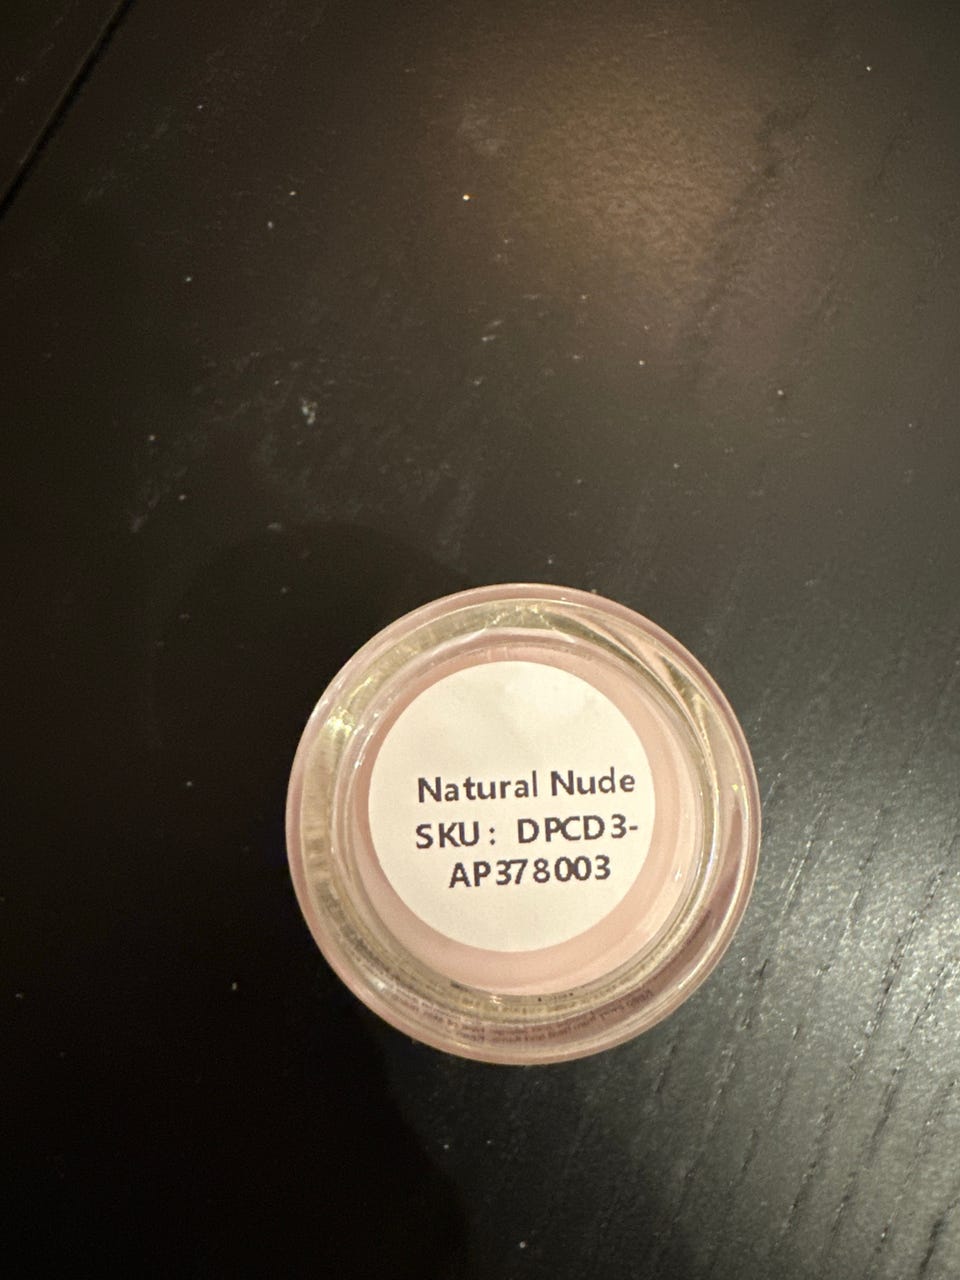 Natural Nude
SKU: DPCD3-
AP378003